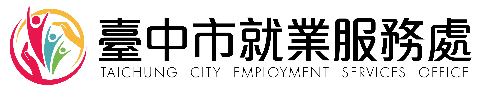 臺中市就業服務處
TAICHUNG CITY EMPLOYMENT SERVICES OFFICE